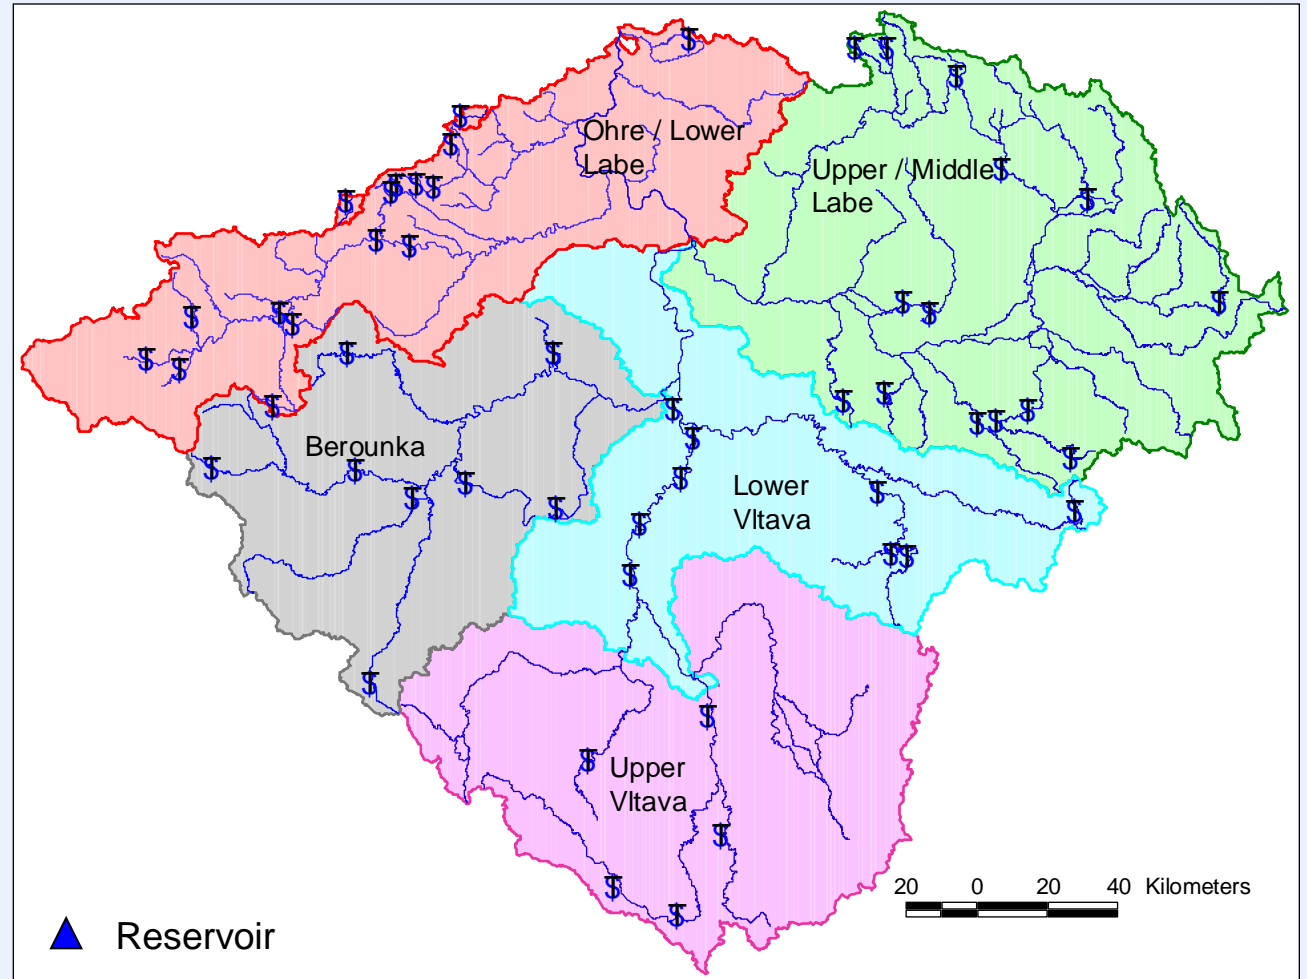 Ohre / Lower
Labe
Upper / Middle
Labe
Berounka
Lower
Vltava
Upper
Vltava
20 0 20 40 Kilometers
Reservoir